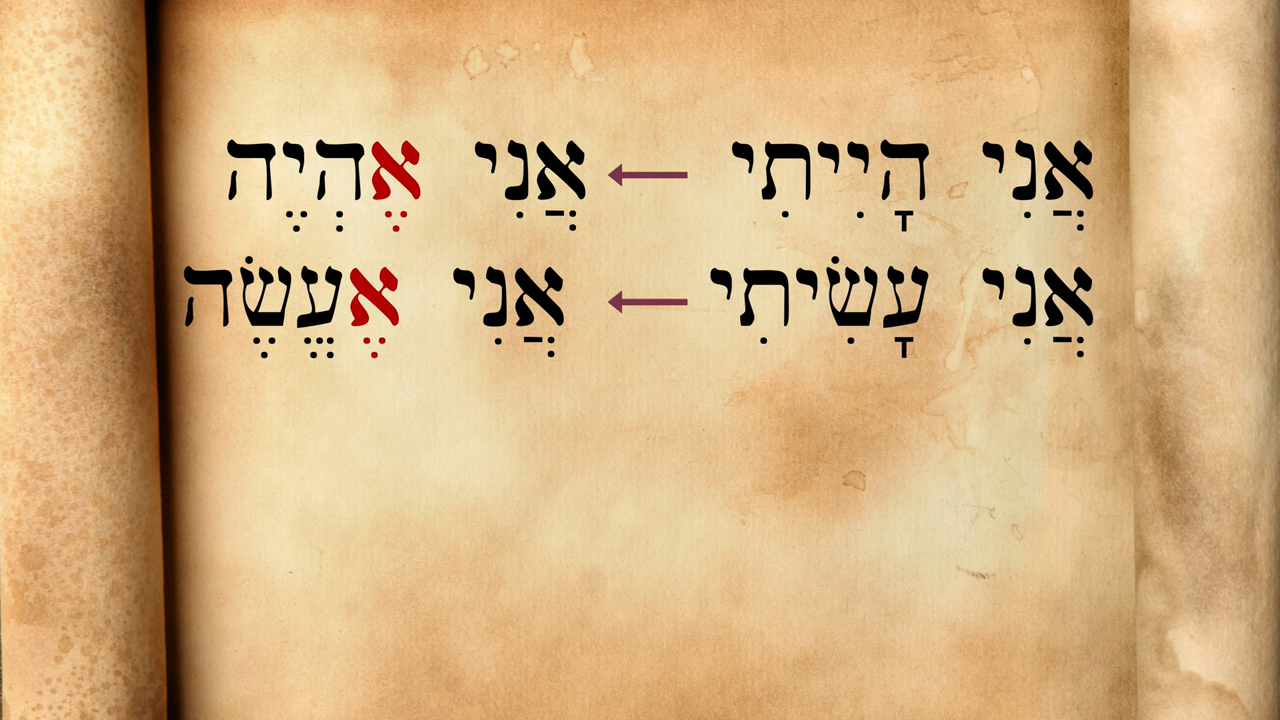 אֲנִי הָיִיתִי ← אֲנִי אֶהְיֶה
אֲנִי עָשִׂיתִי ← אֲנִי אֶעֱשֶׂה